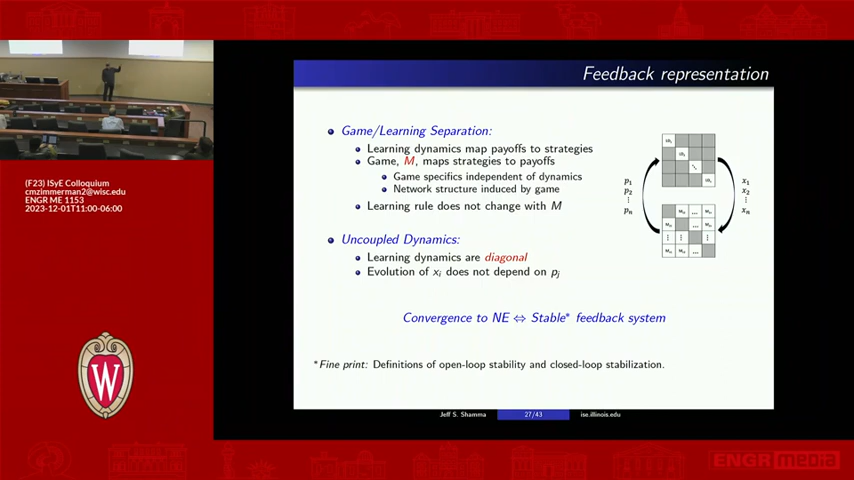 Feedback representation
Game/Learning Separation:
Learning dynamics map payoffs to strategies
Game, M, maps strategies to payoffs
Game specifics independent of dynamics
Network structure induced by game
Learning rule does not change with M
Uncoupled Dynamics:
Learning dynamics are diagonal
Evolution of xᵢ does not depend on pⱼ
p₁
p₂
⋮
pₙ
x₁
x₂
⋮
xₙ
Convergence to NE ⇔ Stable* feedback system
*Fine print: Definitions of open-loop stability and closed-loop stabilization.
Jeff S. Shamma
27/43
ise.illinois.edu
(F23) ISyE Colloquium
cmzimmerman2@wisc.edu
ENGR ME 1153
2023-12-01T11:00-06:00
W
ENGR media